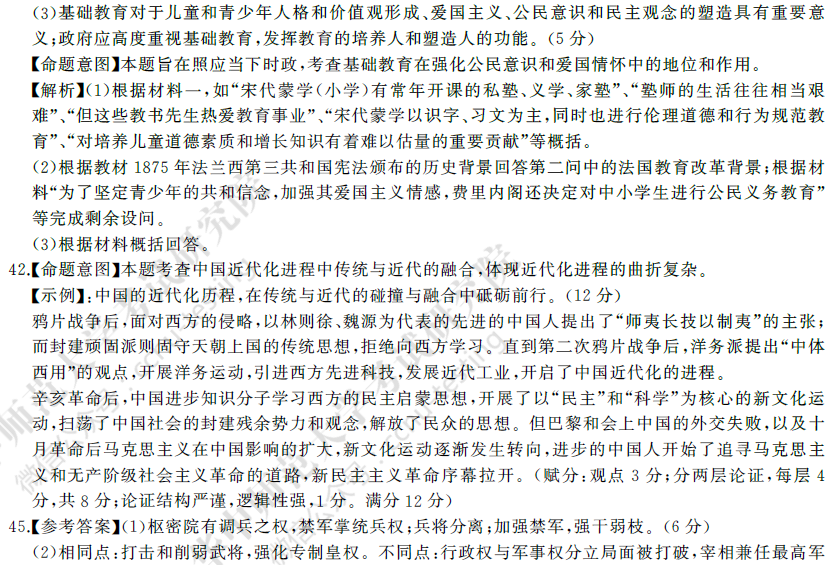 (3)基础教育对于儿童和青少年人格和价值观形成、爱国主义、公民意识和民主观念的塑造具有重要意
义;政府应高度重视基础教育,发挥教育的培养人和塑造人的功能。(5分)
【命题意图】本题旨在照应当下时政,考查基础教育在强化公民意识和爱国情怀中的地位和作用。
【解析】(1)根据材料一,如“宋代蒙学(小学)有常年开课的私塾、义学、家塾”、“塾师的生活往往相当艰
难”、“但这些教书先生热爱教育事业”、“宋代蒙学以识字、习文为主,同时也进行伦理道德和行为规范教
育”、“对培养儿童道德素质和增长知识有着难以估量的重要贡献”等概括。
(2)根据教材1875年法兰西第三共和国宪法颁布的历史背景回答第二问中的法国教育改革背景;根据材
料“为了坚定青少年的共和信念,加强其爱国主义情感,费里内阁还决定对中小学生进行公民义务教育”
等完成剩余设问。
(3)根据材料概括回答。
42.【命题意图】本题考查中国近代化进程中传统与近代的融合,体现近代化进程的曲折复杂。
【示例】:中国的近代化历程,在传统与近代的碰撞与融合中砥砺前行。(12分)
鸦片战争后,面对西方的侵略,以林则徐、魏源为代表的先进的中国人提出了“师夷长技以制夷”的主张;
而封建顽固派则固守天朝上国的传统思想,拒绝向西方学习。直到第二次鸦片战争后,洋务派提出“中体
西用”的观点,开展洋务运动,引进西方先进科技,发展近代工业,开启了中国近代化的进程。
辛亥革命后,中国进步知识分子学习西方的民主启蒙思想,开展了以“民主”和“科学”为核心的新文化运
动,扫荡了中国社会的封建残余势力和观念,解放了民众的思想。但巴黎和会上中国的外交失败,以及十
月革命后马克思主义在中国影响的扩大,新文化运动逐渐发生转向,进步的中国人开始了追寻马克思主
义和无产阶级社会主义革命的道路,新民主主义革命序幕拉开。(赋分:观点3分;分两层论证,每层4
分,共8分;论证结构严谨,逻辑性强,1分。满分12分)
45.【参考答案】(1)枢密院有调兵之权,禁军掌统兵权;兵将分离;加强禁军,强干弱枝。(6分)
(2)相同点:打击和削弱武将,强化专制皇权。不同点:行政权与军事权分立局面被打破,宰相兼任最高军